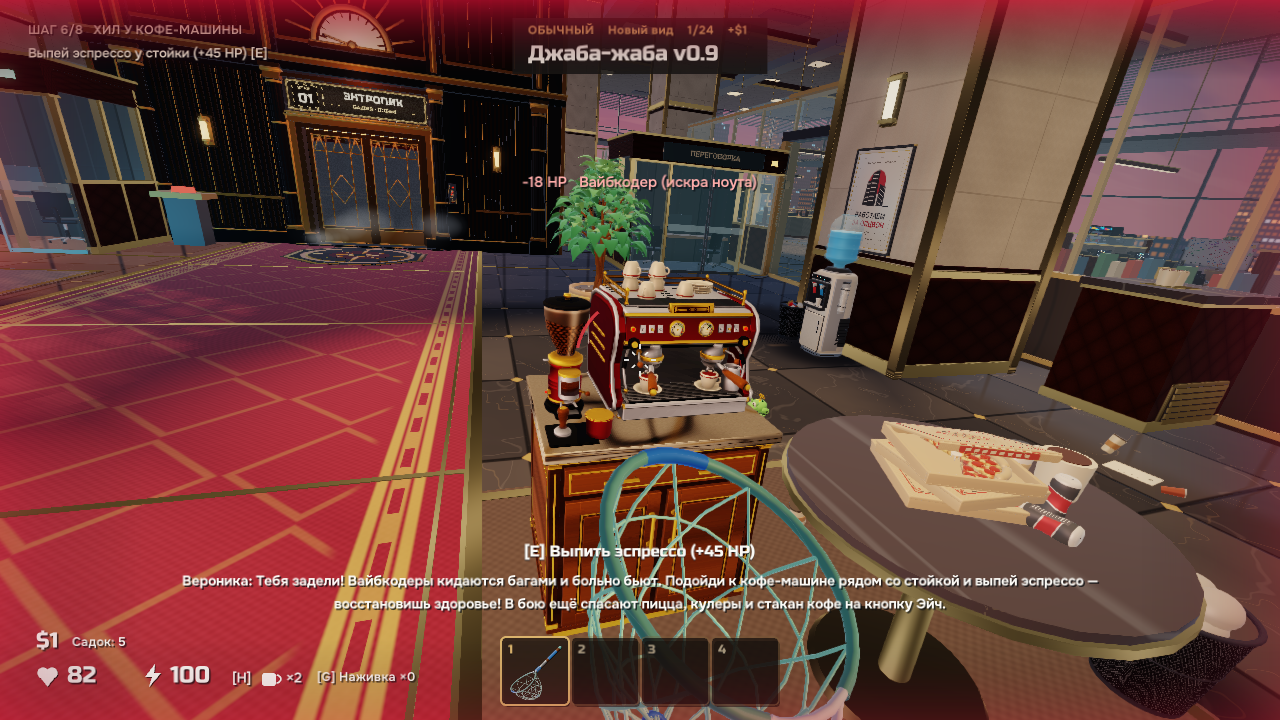 ШАГ 6/8 ХИЛ У КОФЕ-МАШИНЫ
Выпей эспрессо у стойки (+45 HP) [E]
ОБЫЧНЫЙ Новый вид 1/24 +$1
Джаба-жаба v0.9
01 ЭНТРОПИК
ПЕРЕГОВОРКА
-18 HP · Вайбкодер (искра ноута)
РАБОТАЕМ
[E] Выпить эспрессо (+45 HP)
Вероника: Тебя задели! Вайбкодеры кидаются багами и больно бьют. Подойди к кофе-машине рядом со стойкой и выпей эспрессо —
восстановишь здоровье! В бою ещё спасают пицца, кулеры и стакан кофе на кнопку Эйч.
$1 Садок: 5
82 100 [H] ×2 [G] Наживка ×0
1 2 3 4